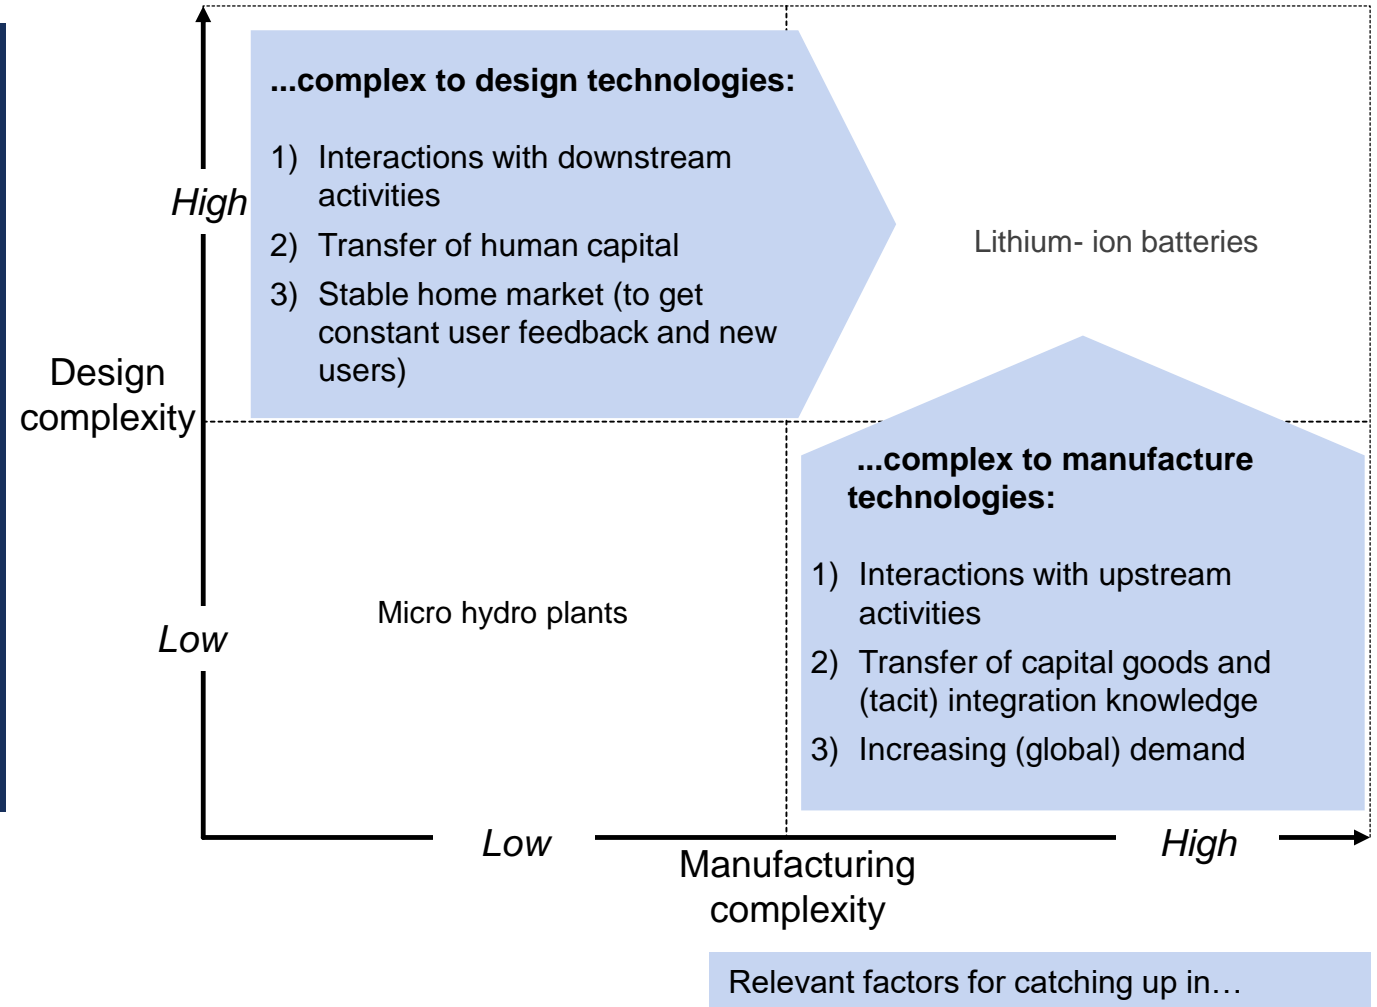 ...complex to design technologies:
1) Interactions with downstream
activities
2) Transfer of human capital
3) Stable home market (to get
constant user feedback and new
users)
High
Lithium- ion batteries
Design
complexity
...complex to manufacture
technologies:
1) Interactions with upstream
activities
2) Transfer of capital goods and
(tacit) integration knowledge
3) Increasing (global) demand
Micro hydro plants
Low
Low
High
Manufacturing
complexity
Relevant factors for catching up in…